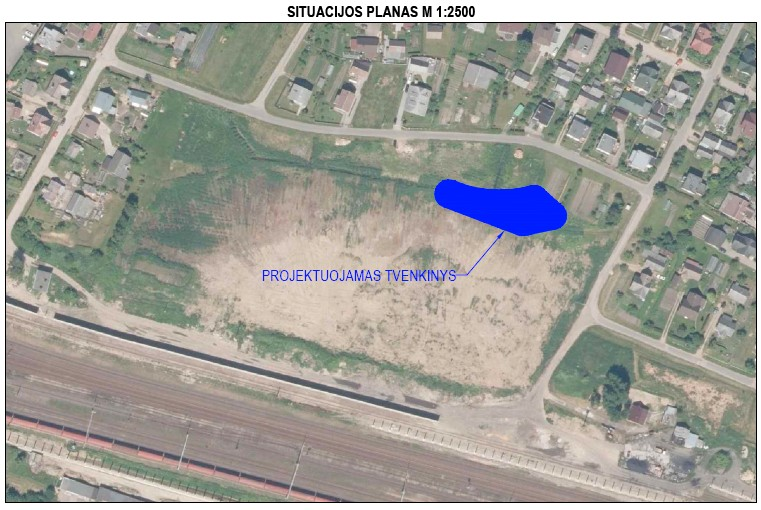 SITUACIJOS PLANAS M 1:2500
PROJEKTUOJAMAS TVENKINYS